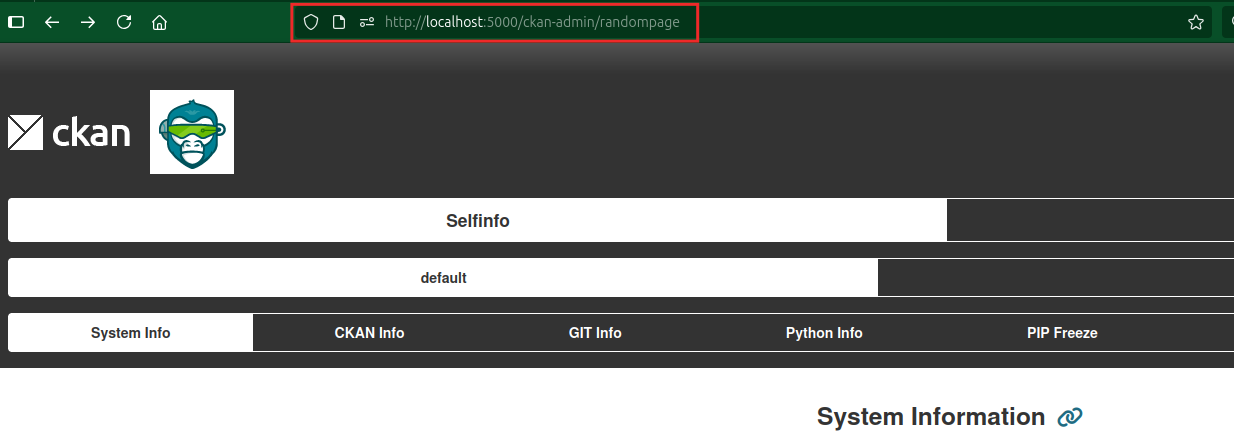 http://localhost:5000/ckan-admin/randompage
ckan
Selfinfo
default
System Info CKAN Info GIT Info Python Info PIP Freeze
System Information